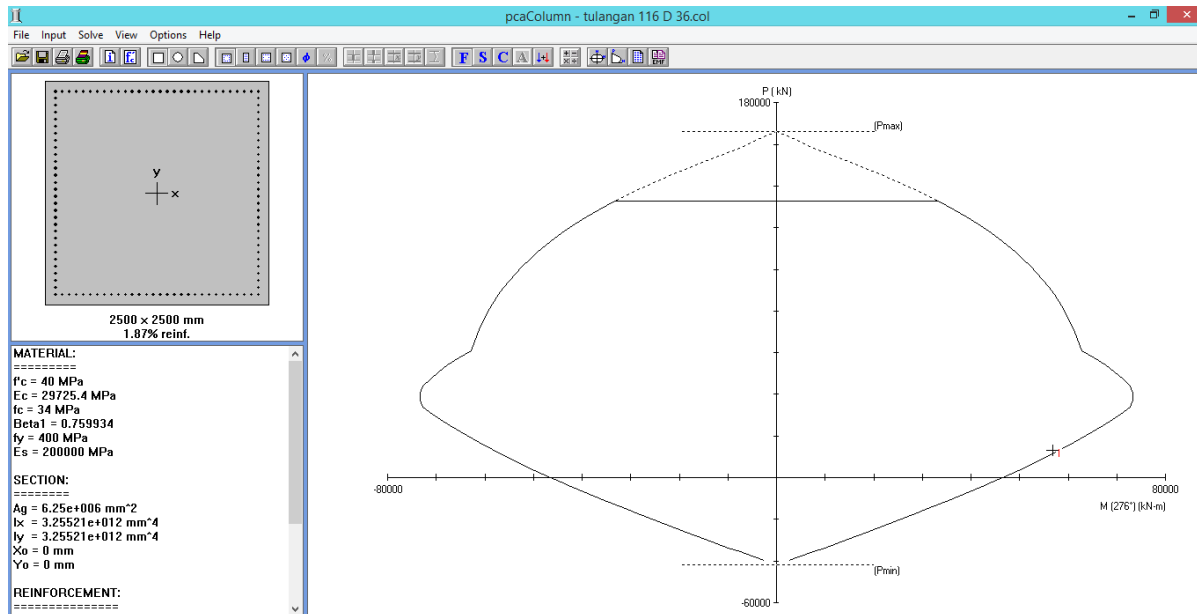 pcaColumn - tulangan 116 D 36.col
File Input Solve View Options Help
i fc φ F S C A EMF
y
x
2500 x 2500 mm
1.87% reinf.
MATERIAL:
=========
f'c = 40 MPa
Ec = 29725.4 MPa
fc = 34 MPa
Beta1 = 0.759934
fy = 400 MPa
Es = 200000 MPa
SECTION:
========
Ag = 6.25e+006 mm^2
Ix = 3.25521e+012 mm^4
Iy = 3.25521e+012 mm^4
Xo = 0 mm
Yo = 0 mm
REINFORCEMENT:
===============
P ( kN)
180000
(Pmax)
1
-80000
80000
M (276°) (kN-m)
(Pmin)
-60000